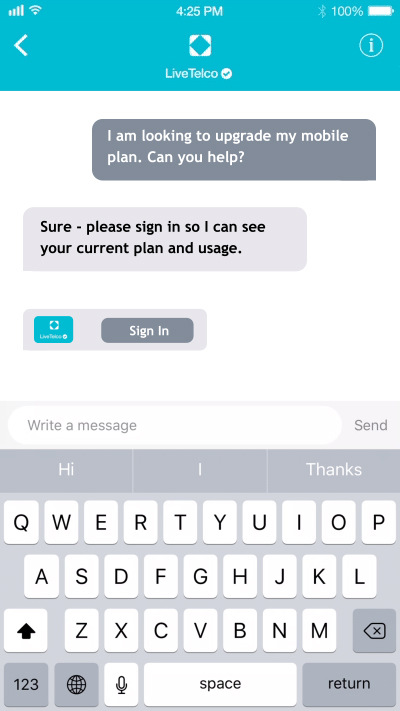 4:25 PM 100%
LiveTelco
I am looking to upgrade my mobile
plan. Can you help?
Sure - please sign in so I can see
your current plan and usage.
LiveTelco
Sign In
Write a message Send
Hi I Thanks
Q W E R T Y U I O P
A S D F G H J K L
Z X C V B N M
123 space return